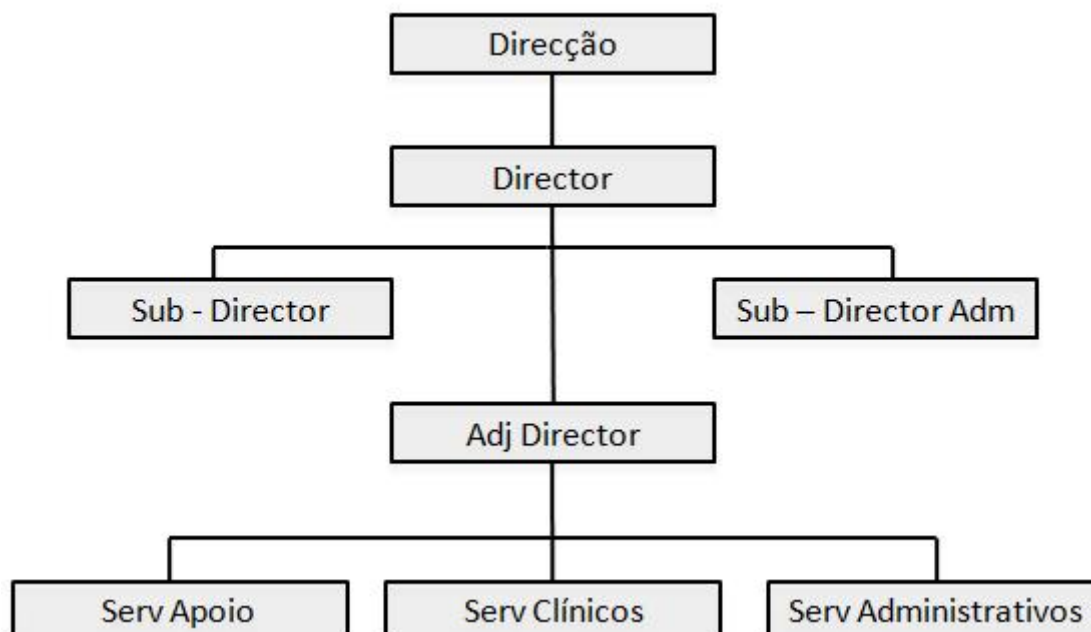 Direcção
Director
Sub - Director
Sub – Director Adm
Adj Director
Serv Apoio
Serv Clínicos
Serv Administrativos